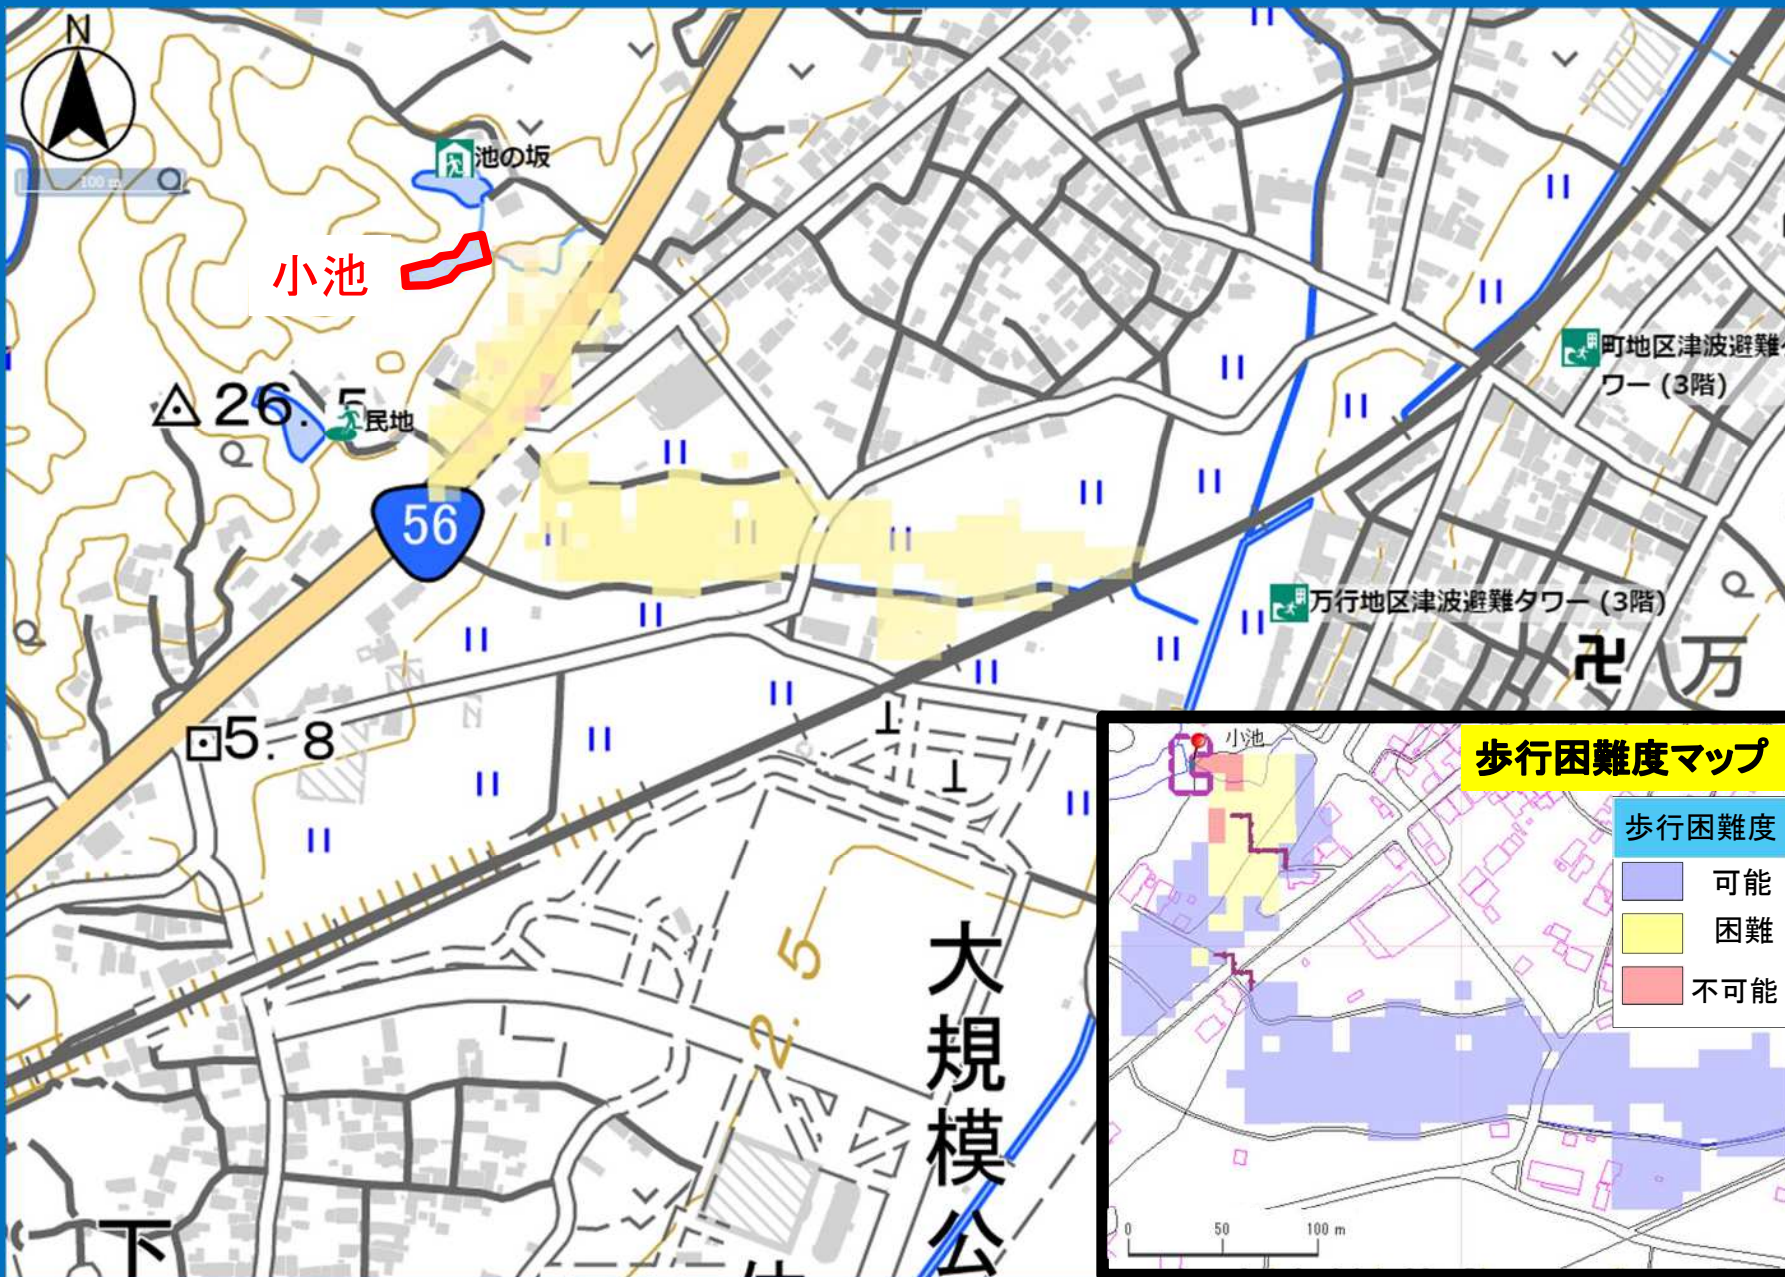 N
100 m
池の坂
小池
26.5
民地
56
町地区津波避難タ
ワー (3階)
万行地区津波避難タワー (3階)
万
5.8
2.5
大規模公
下
小池
歩行困難度マップ
歩行困難度
可能
困難
不可能
0 50 100 m